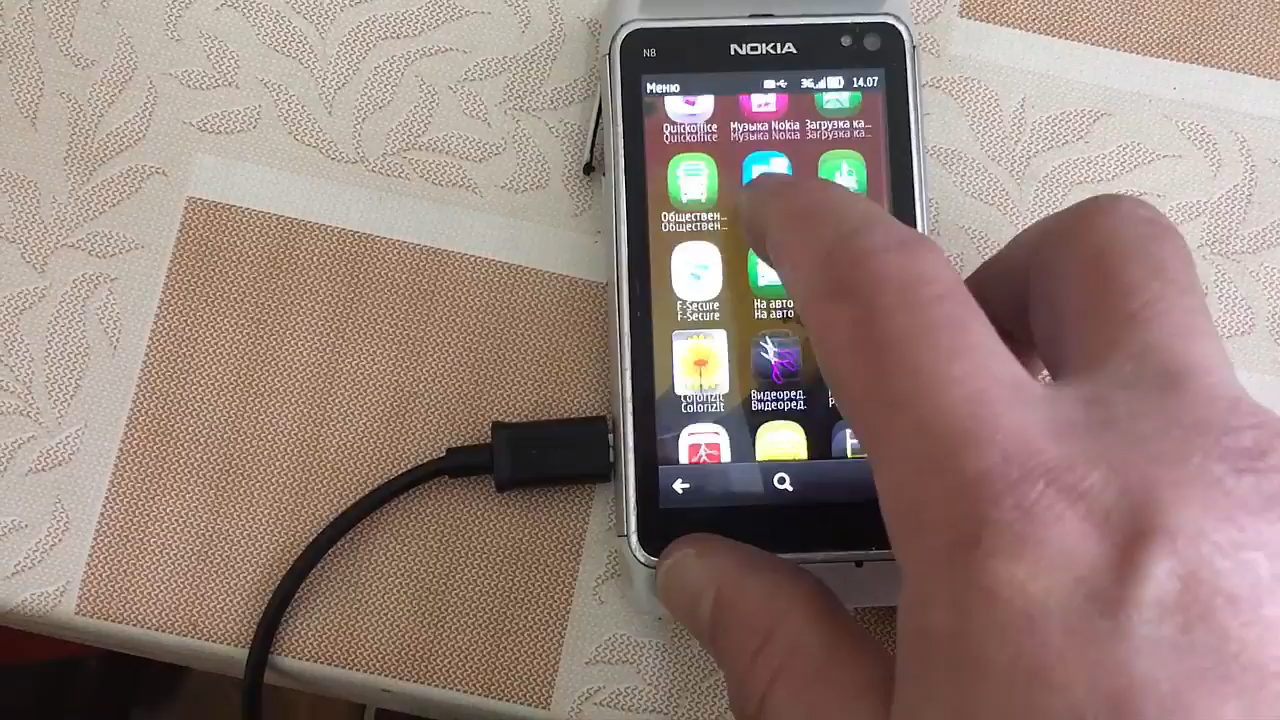 N8
NOKIA
Меню
3G
14.07
Quickoffice
Quickoffice
Музыка Nokia
Музыка Nokia
Загрузка ка...
Загрузка ка...
Обществен...
Обществен...
F-Secure
F-Secure
На авто
На авто
ColorizIt
ColorizIt
Видеоред.
Видеоред.